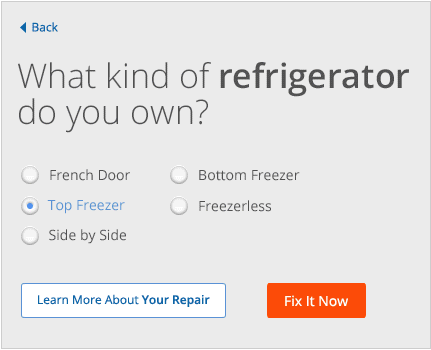 Back
What kind of refrigerator
do you own?
French Door
Bottom Freezer
Top Freezer
Freezerless
Side by Side
Learn More About Your Repair
Fix It Now